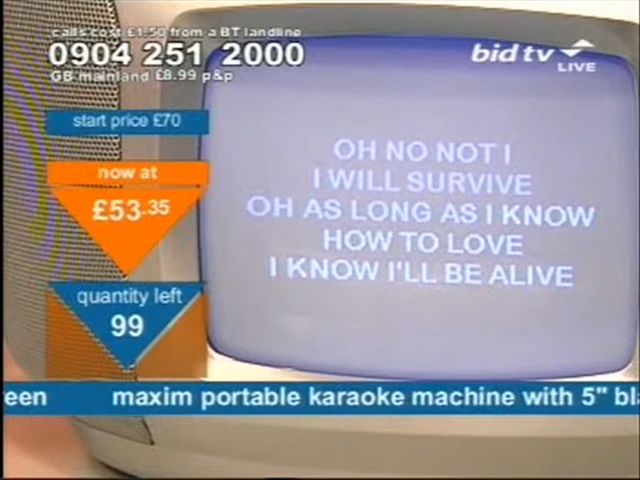 calls cost £1.50 from a BT landline
0904 251 2000
GB mainland £8.99 p&p
bid tv
LIVE
start price £70
now at
£53.35
quantity left
99
OH NO NOT I
I WILL SURVIVE
OH AS LONG AS I KNOW
HOW TO LOVE
I KNOW I'LL BE ALIVE
een maxim portable karaoke machine with 5" bla